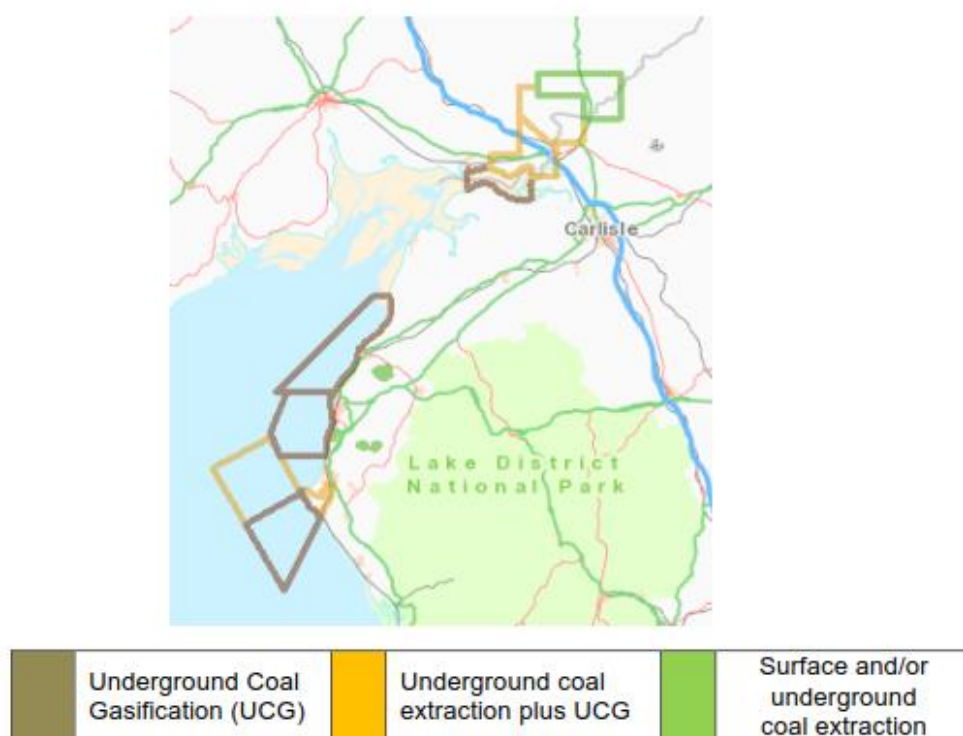 Carlisle
Lake District
National Park
Underground Coal
Gasification (UCG)
Underground coal
extraction plus UCG
Surface and/or
underground
coal extraction